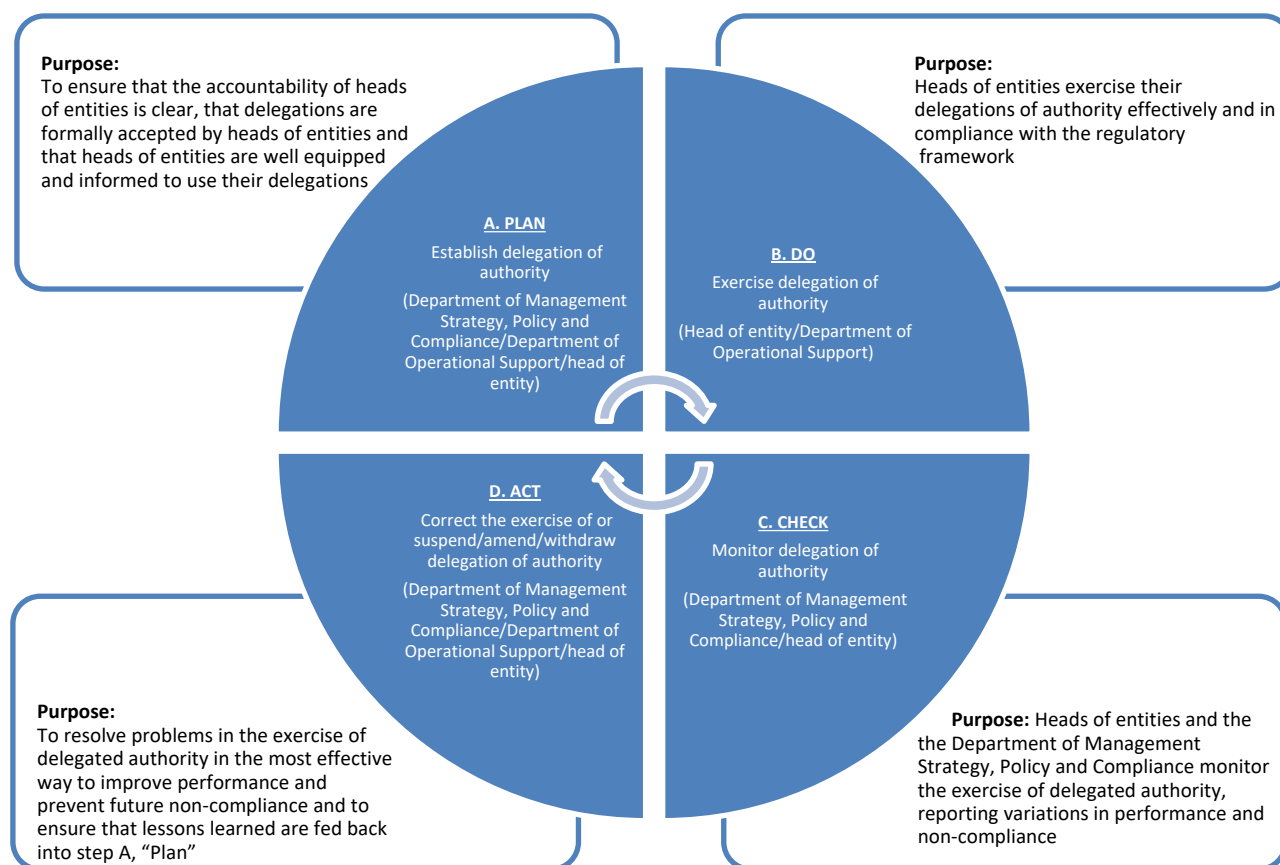 Purpose:
To ensure that the accountability of heads
of entities is clear, that delegations are
formally accepted by heads of entities and
that heads of entities are well equipped
and informed to use their delegations
Purpose:
Heads of entities exercise their
delegations of authority effectively and in
compliance with the regulatory
framework
A. PLAN
Establish delegation of
authority
(Department of Management
Strategy, Policy and
Compliance/Department of
Operational Support/head of
entity)
B. DO
Exercise delegation of
authority
(Head of entity/Department of
Operational Support)
D. ACT
Correct the exercise of or
suspend/amend/withdraw
delegation of authority
(Department of Management
Strategy, Policy and
Compliance/Department of
Operational Support/head of
entity)
C. CHECK
Monitor delegation of
authority
(Department of Management
Strategy, Policy and
Compliance/head of entity)
Purpose:
To resolve problems in the exercise of
delegated authority in the most effective
way to improve performance and
prevent future non-compliance and to
ensure that lessons learned are fed back
into step A, “Plan”
Purpose: Heads of entities and the
the Department of Management
Strategy, Policy and Compliance monitor
the exercise of delegated authority,
reporting variations in performance and
non-compliance